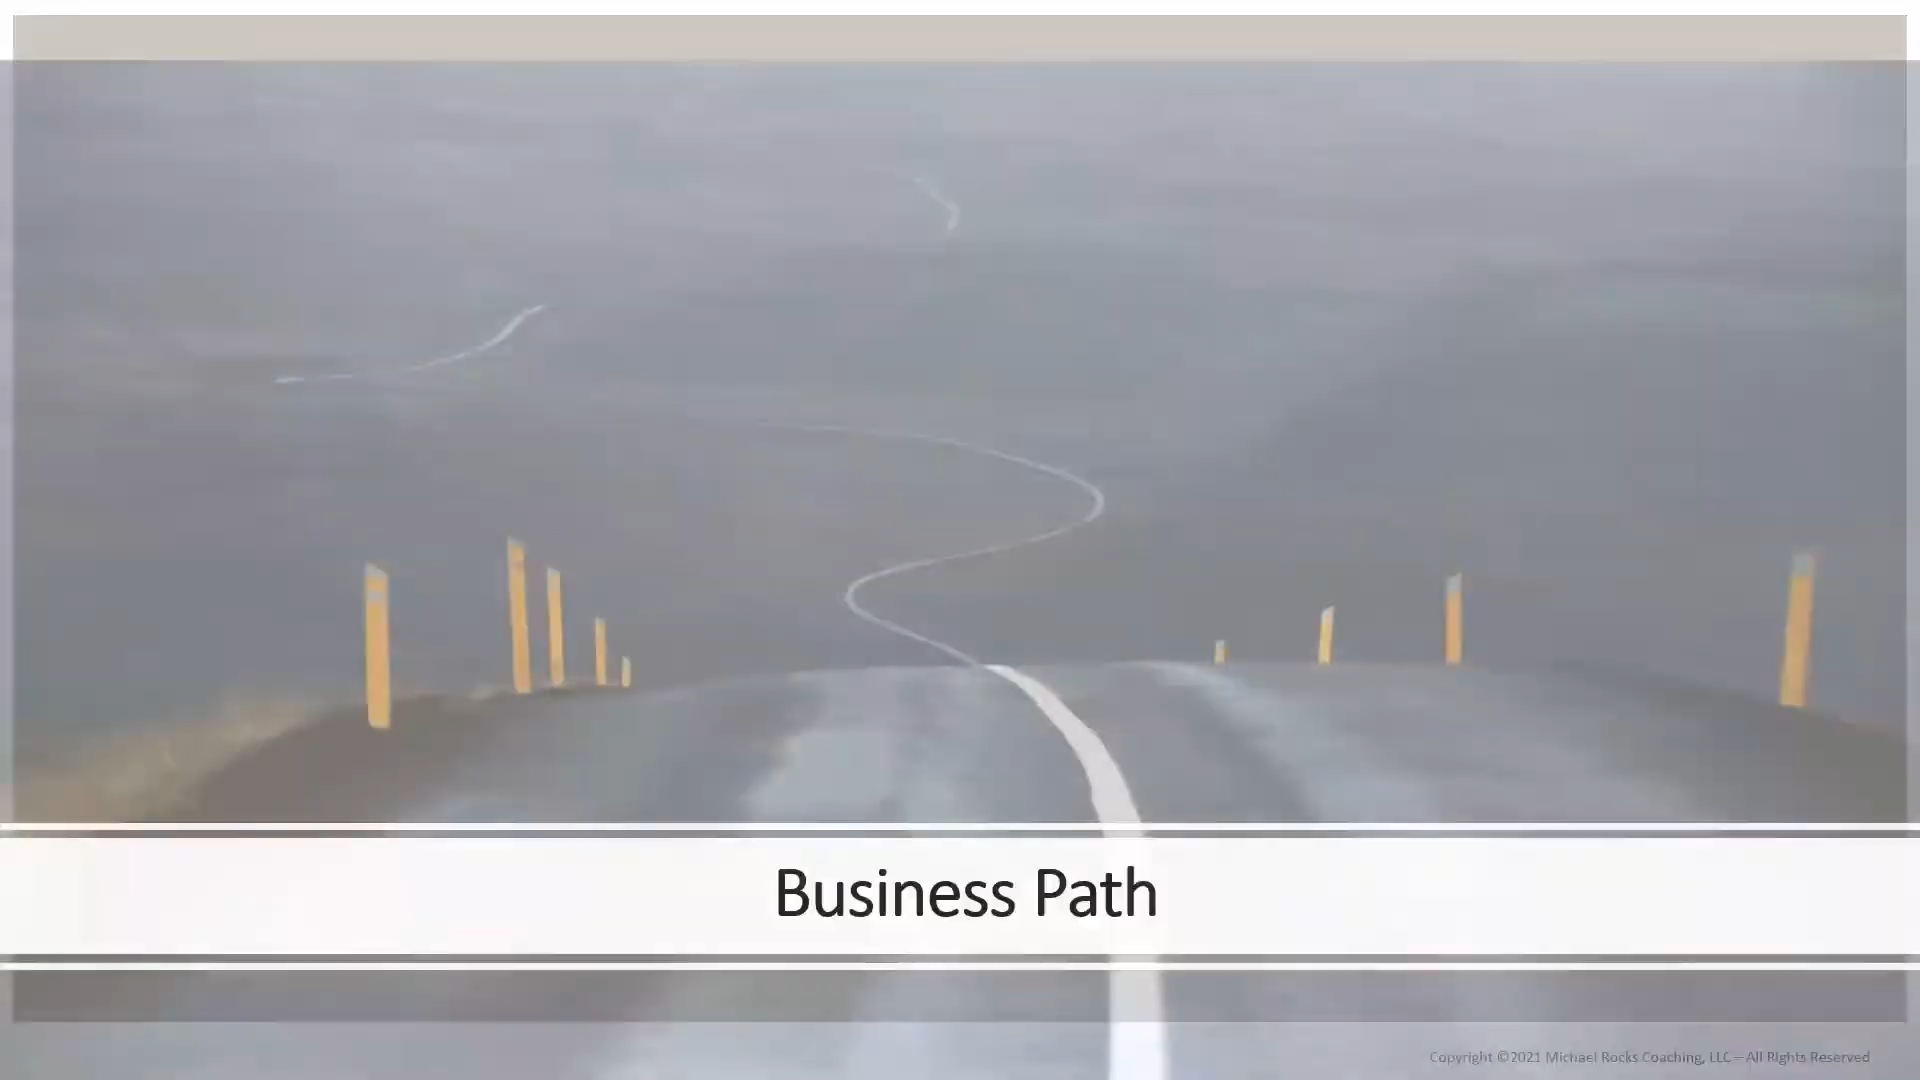 Business Path
Copyright ©2021 Michael Rocks Coaching, LLC – All Rights Reserved